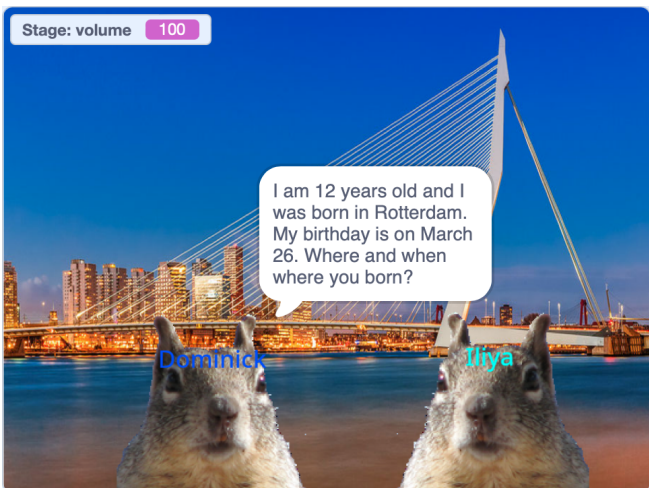 Stage: volume 100
I am 12 years old and I
was born in Rotterdam.
My birthday is on March
26. Where and when
where you born?
Dominick
Iliya